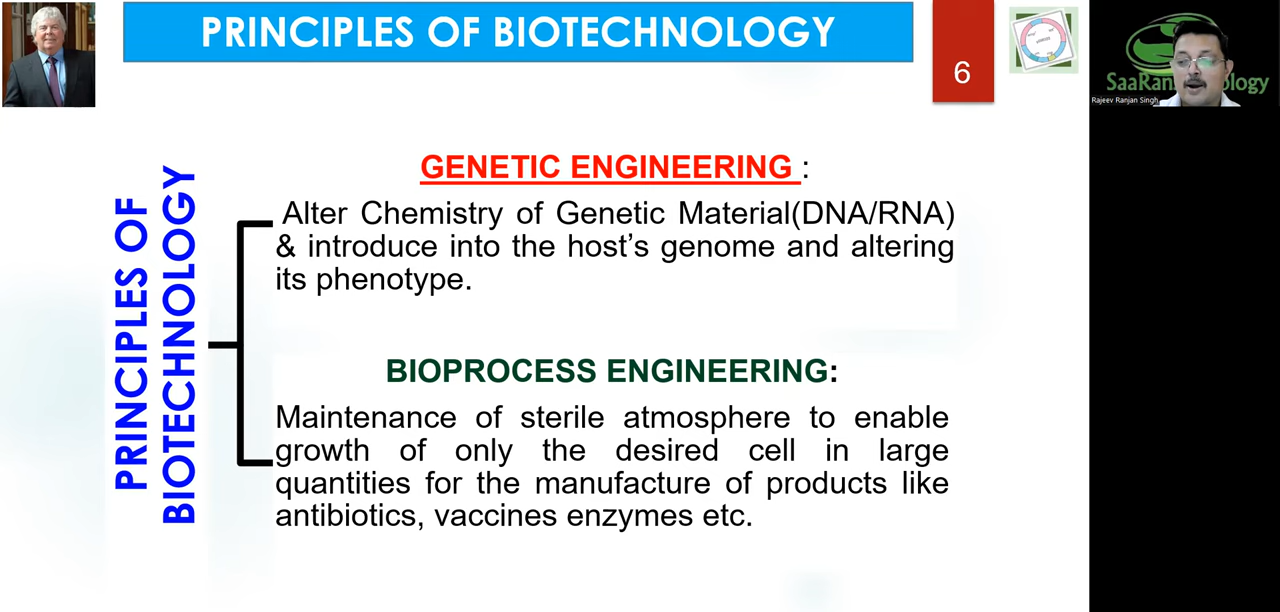 PRINCIPLES OF BIOTECHNOLOGY
6
SaaRan ology
Rajeev Ranjan Singh
PRINCIPLES OF
BIOTECHNOLOGY
GENETIC ENGINEERING :
Alter Chemistry of Genetic Material(DNA/RNA)
& introduce into the host’s genome and altering
its phenotype.
BIOPROCESS ENGINEERING:
Maintenance of sterile atmosphere to enable
growth of only the desired cell in large
quantities for the manufacture of products like
antibiotics, vaccines enzymes etc.